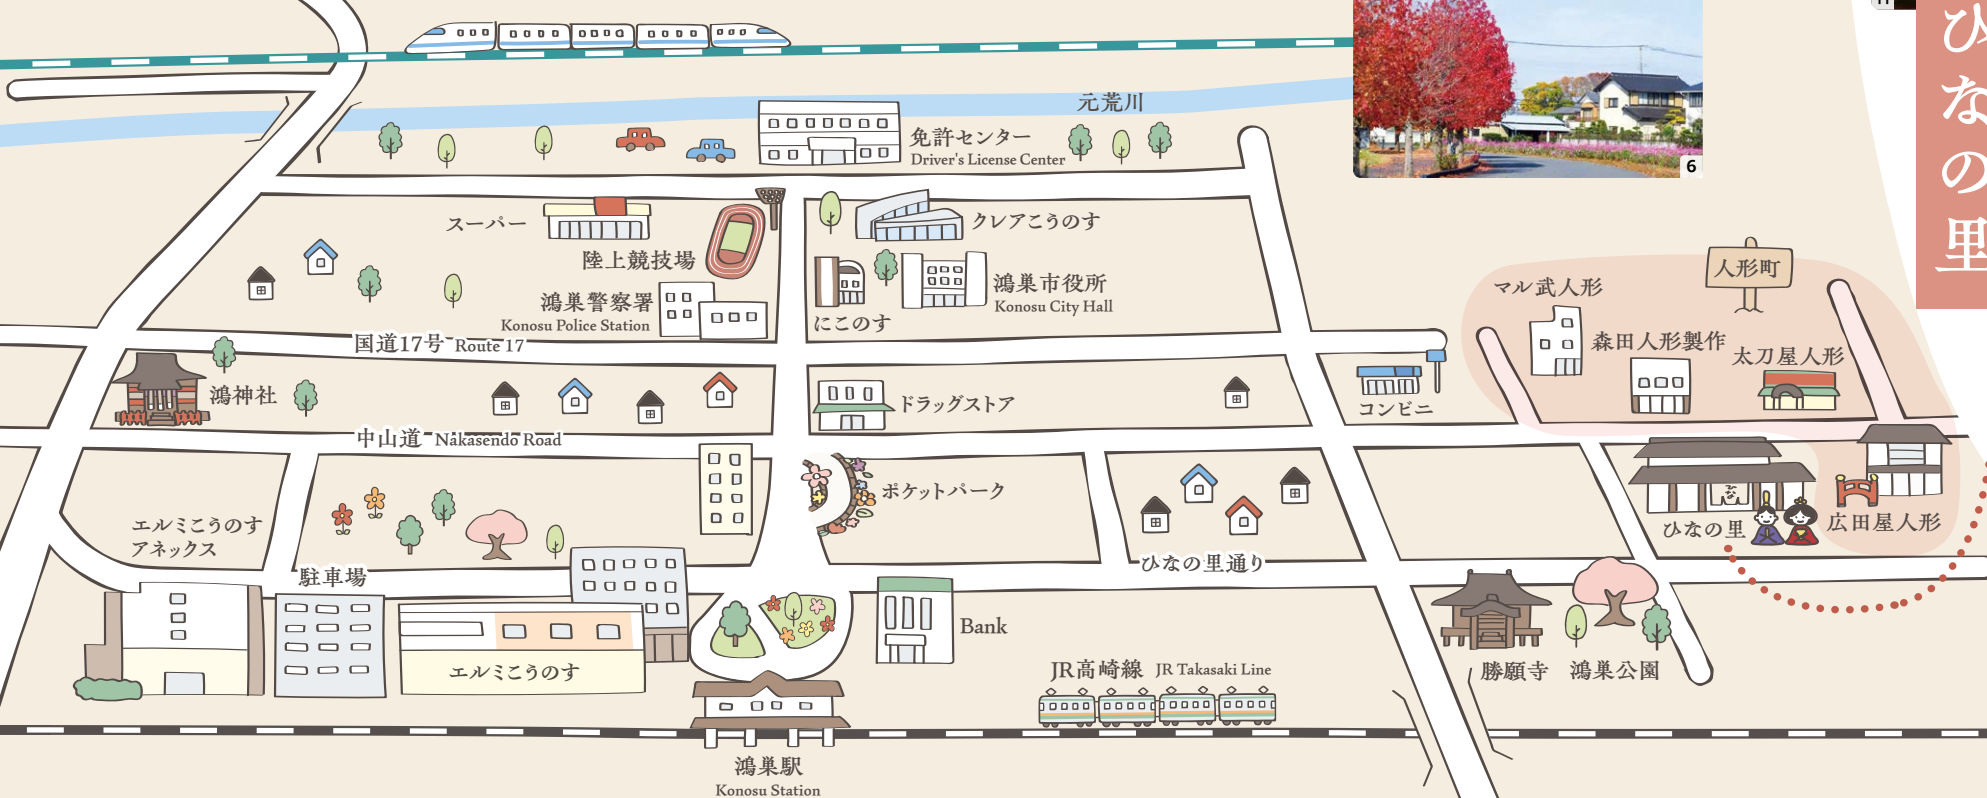 元荒川
免許センター
Driver's License Center
6
ひなの里
スーパー
陸上競技場
クレアこうのす
鴻巣市役所
Konosu City Hall
鴻巣警察署
Konosu Police Station
にこのす
人形町
マル武人形
森田人形製作
太刀屋人形
国道17号 Route 17
鴻神社
ドラッグストア
コンビニ
中山道 Nakasendo Road
ポケットパーク
エルミこうのす
アネックス
駐車場
ひなの里通り
ひな
ひなの里
広田屋人形
エルミこうのす
Bank
JR高崎線 JR Takasaki Line
勝願寺
鴻巣公園
鴻巣駅
Konosu Station